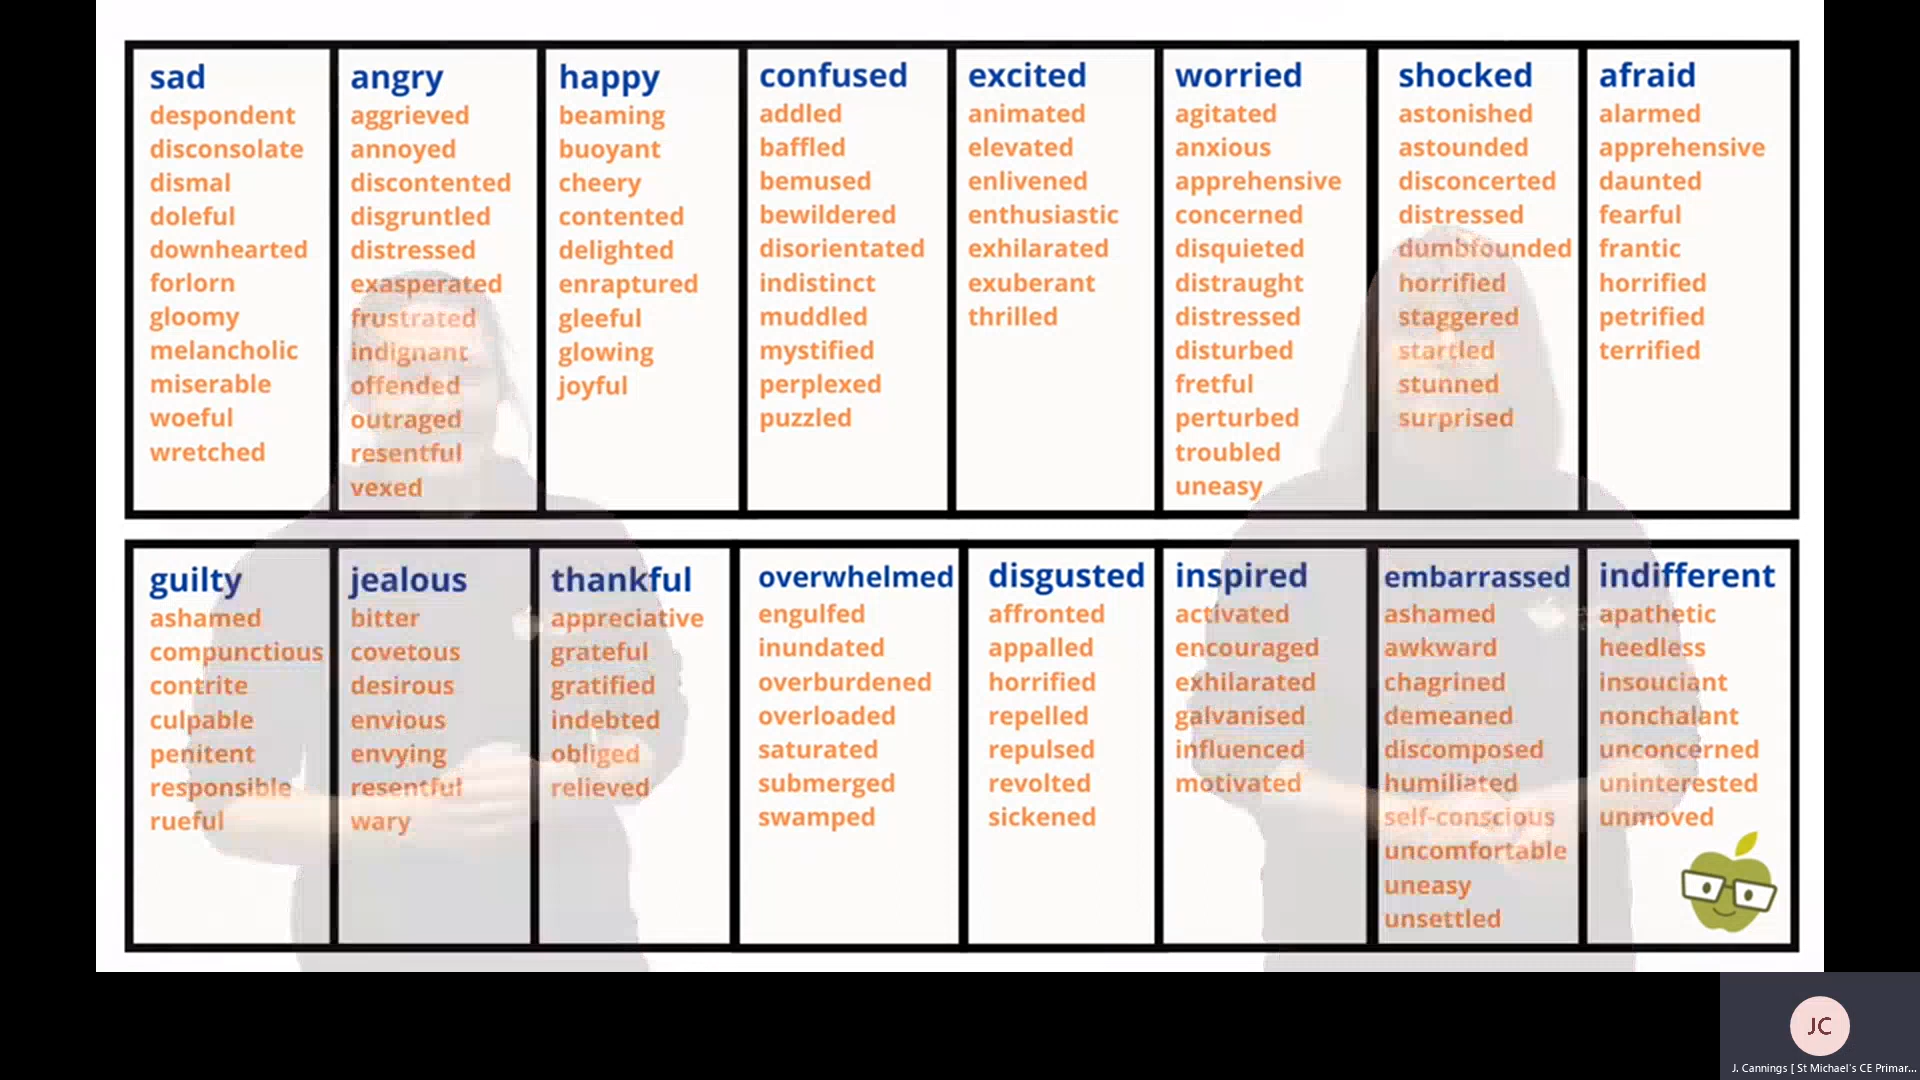 sad
despondent
disconsolate
dismal
doleful
downhearted
forlorn
gloomy
melancholic
miserable
woeful
wretched
angry
aggrieved
annoyed
discontented
disgruntled
distressed
exasperated
frustrated
indignant
offended
outraged
resentful
vexed
happy
beaming
buoyant
cheery
contented
delighted
enraptured
gleeful
glowing
joyful
confused
addled
baffled
bemused
bewildered
disorientated
indistinct
muddled
mystified
perplexed
puzzled
excited
animated
elevated
enlivened
enthusiastic
exhilarated
exuberant
thrilled
worried
agitated
anxious
apprehensive
concerned
disquieted
distraught
distressed
disturbed
fretful
perturbed
troubled
uneasy
shocked
astonished
astounded
disconcerted
distressed
dumbfounded
horrified
staggered
startled
stunned
surprised
afraid
alarmed
apprehensive
daunted
fearful
frantic
horrified
petrified
terrified
guilty
ashamed
compunctious
contrite
culpable
penitent
responsible
rueful
jealous
bitter
covetous
desirous
envious
envying
resentful
wary
thankful
appreciative
grateful
gratified
indebted
obliged
relieved
overwhelmed
engulfed
inundated
overburdened
overloaded
saturated
submerged
swamped
disgusted
affronted
appalled
horrified
repelled
repulsed
revolted
sickened
inspired
activated
encouraged
exhilarated
galvanised
influenced
motivated
embarrassed
ashamed
awkward
chagrined
demeaned
discomposed
humiliated
self-conscious
uncomfortable
uneasy
unsettled
indifferent
apathetic
heedless
insouciant
nonchalant
unconcerned
uninterested
unmoved
JC
J. Cannings [ St Michael's CE Primar...